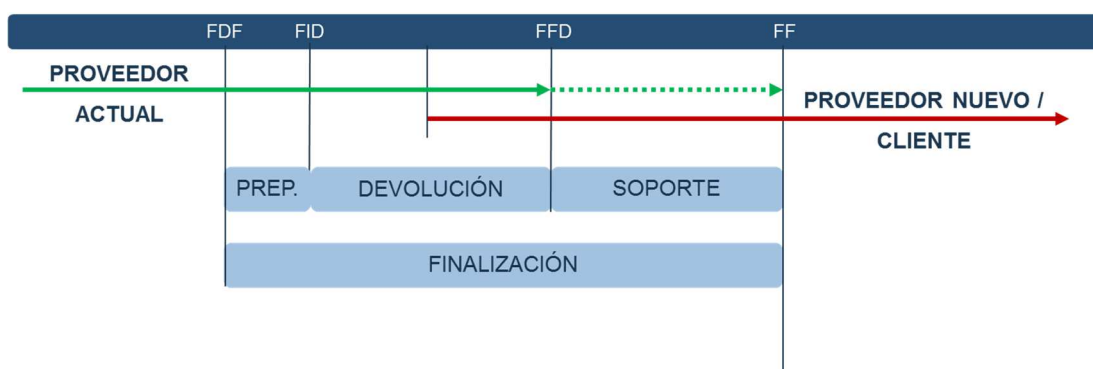 FDF FID FFD FF
PROVEEDOR
ACTUAL
PROVEEDOR NUEVO /
CLIENTE
PREP. DEVOLUCIÓN SOPORTE
FINALIZACIÓN